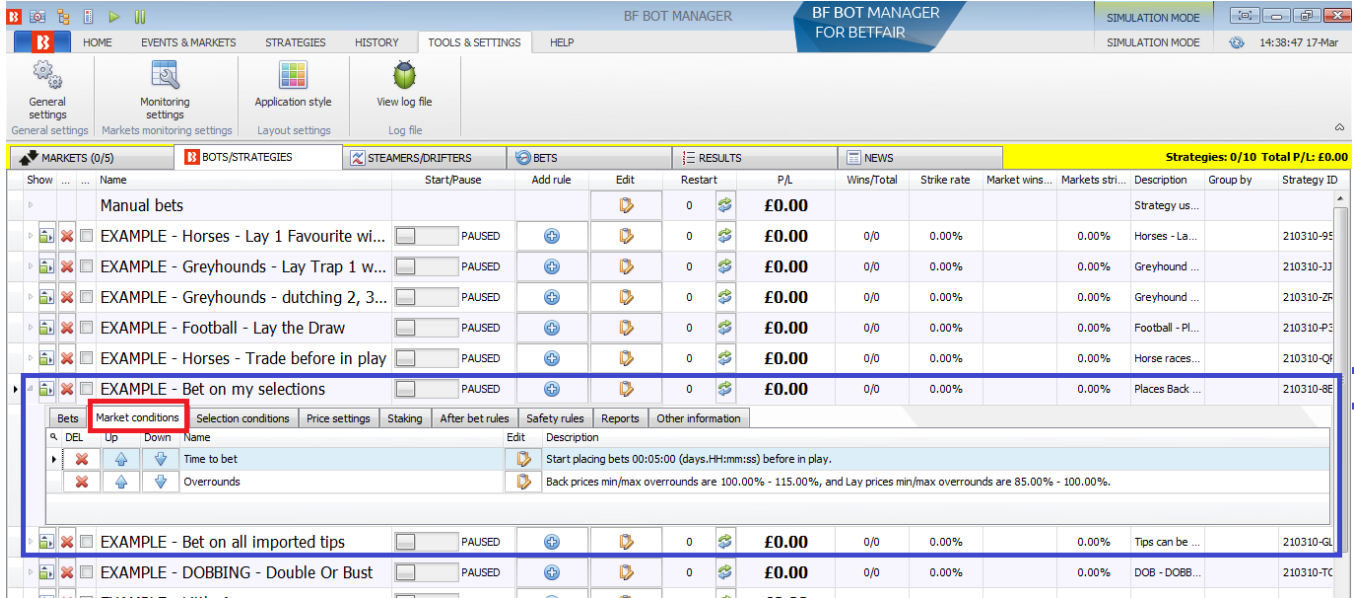 BF BOT MANAGER
BF BOT MANAGER
FOR BETFAIR
SIMULATION MODE
HOME EVENTS & MARKETS STRATEGIES HISTORY TOOLS & SETTINGS HELP
SIMULATION MODE 14:38:47 17-Mar
General settings
Monitoring settings
Application style
View log file
General settings Markets monitoring settings Layout settings Log file
MARKETS (0/5) BOTS/STRATEGIES STEAMERS/DRIFTERS BETS RESULTS NEWS Strategies: 0/10 Total P/L: £0.00
Show ... ... Name Start/Pause Add rule Edit Restart P/L Wins/Total Strike rate Market wins... Markets stri... Description Group by Strategy ID
Manual bets 0 £0.00 Strategy us...
EXAMPLE - Horses - Lay 1 Favourite wi... PAUSED 0 £0.00 0/0 0.00% 0.00% Horses - La... 210310-95
EXAMPLE - Greyhounds - Lay Trap 1 w... PAUSED 0 £0.00 0/0 0.00% 0.00% Greyhound ... 210310-JJ
EXAMPLE - Greyhounds - dutching 2, 3... PAUSED 0 £0.00 0/0 0.00% 0.00% Greyhound ... 210310-ZR
EXAMPLE - Football - Lay the Draw PAUSED 0 £0.00 0/0 0.00% 0.00% Football - Pl... 210310-P3
EXAMPLE - Horses - Trade before in play PAUSED 0 £0.00 0/0 0.00% 0.00% Horse races... 210310-QF
EXAMPLE - Bet on my selections PAUSED 0 £0.00 0/0 0.00% 0.00% Places Back ... 210310-8E
Bets Market conditions Selection conditions Price settings Staking After bet rules Safety rules Reports Other information
DEL Up Down Name Edit Description
Time to bet Start placing bets 00:05:00 (days.HH:mm:ss) before in play.
Overrounds Back prices min/max overrounds are 100.00% - 115.00%, and Lay prices min/max overrounds are 85.00% - 100.00%.
EXAMPLE - Bet on all imported tips PAUSED 0 £0.00 0/0 0.00% 0.00% Tips can be ... 210310-GL
EXAMPLE - DOBBING - Double Or Bust PAUSED 0 £0.00 0/0 0.00% 0.00% DOB - DOBB... 210310-TC